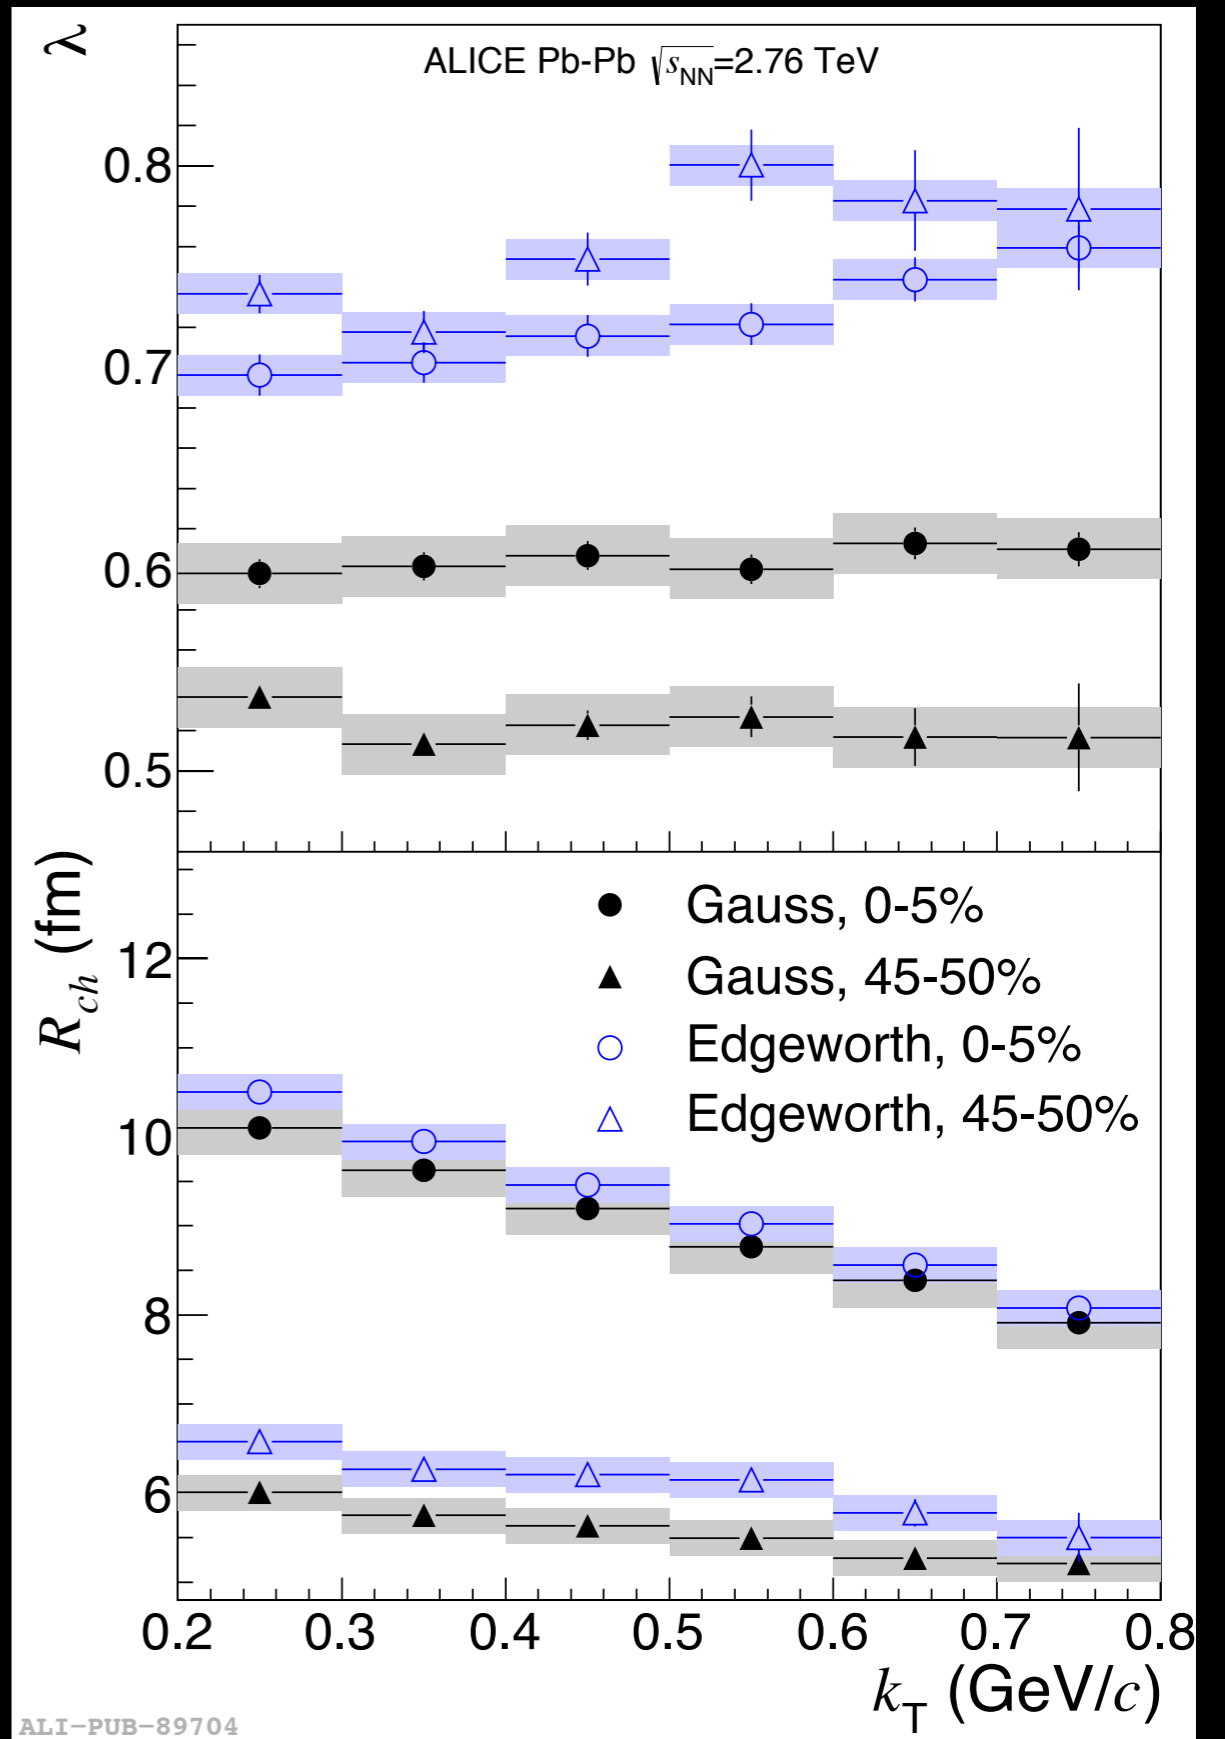 λ
ALICE Pb-Pb √sNN=2.76 TeV
0.8
0.7
0.6
0.5
Rch (fm)
12
10
8
6
Gauss, 0-5%
Gauss, 45-50%
Edgeworth, 0-5%
Edgeworth, 45-50%
0.2 0.3 0.4 0.5 0.6 0.7 0.8
kT (GeV/c)
ALI-PUB-89704